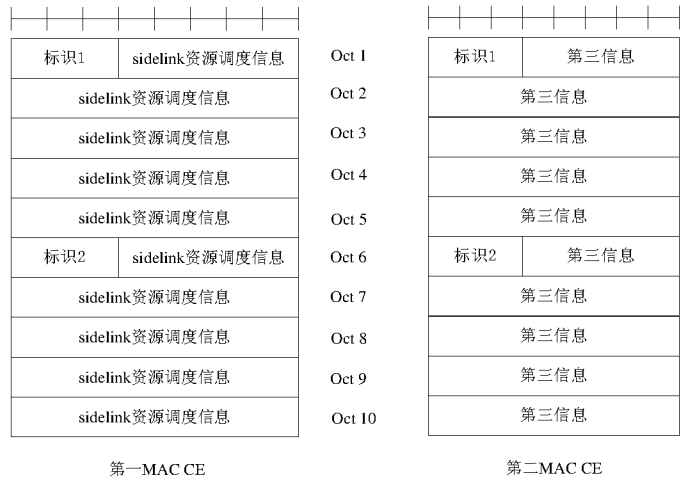 标识1 sidelink资源调度信息 Oct 1 标识1 第三信息
sidelink资源调度信息 Oct 2 第三信息
sidelink资源调度信息 Oct 3 第三信息
sidelink资源调度信息 Oct 4 第三信息
sidelink资源调度信息 Oct 5 第三信息
标识2 sidelink资源调度信息 Oct 6 标识2 第三信息
sidelink资源调度信息 Oct 7 第三信息
sidelink资源调度信息 Oct 8 第三信息
sidelink资源调度信息 Oct 9 第三信息
sidelink资源调度信息 Oct 10 第三信息
第一MAC CE 第二MAC CE